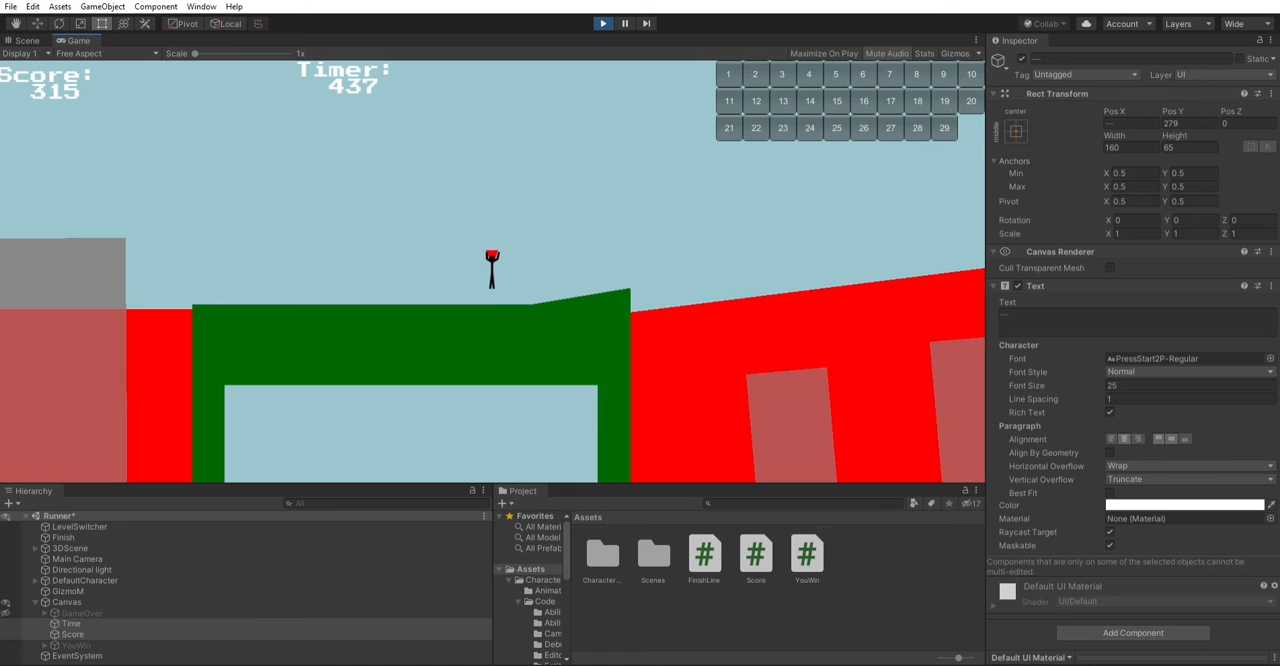 File Edit Assets GameObject Component Window Help
Pivot Local Collab Account Layers Wide
Scene Game
Display 1 Free Aspect Scale 1x Maximize On Play Mute Audio Stats Gizmos
Score:
315
Timer:
437
1 2 3 4 5 6 7 8 9 10
11 12 13 14 15 16 17 18 19 20
21 22 23 24 25 26 27 28 29
Inspector
— Static
Tag Untagged Layer UI
Rect Transform
center
middle
Pos X Pos Y Pos Z
— 279 0
Width Height
160 65 R
Anchors
Min X 0.5 Y 0.5
Max X 0.5 Y 0.5
Pivot X 0.5 Y 0.5
Rotation X 0 Y 0 Z 0
Scale X 1 Y 1 Z 1
Canvas Renderer
Cull Transparent Mesh
T Text
Text
—
Character
Font Aa PressStart2P-Regular
Font Style Normal
Font Size 25
Line Spacing 1
Rich Text
Paragraph
Alignment
Align By Geometry
Horizontal Overflow Wrap
Vertical Overflow Truncate
Best Fit
Color
Material None (Material)
Raycast Target
Maskable
Components that are only on some of the selected objects cannot be
multi-edited.
Default UI Material
Shader UI/Default
Add Component
Default UI Material
Hierarchy
All
Runner*
LevelSwitcher
Finish
3DScene
Main Camera
Directional light
DefaultCharacter
GizmoM
Canvas
GameOver
Time
Score
YouWin
EventSystem
Project
17
Favorites
All Materi
All Model
All Prefab
Assets
Characte
Animat
Code
Abili
Abili
Cam
Debu
Edito
Assets
Character... Scenes FinishLine Score YouWin